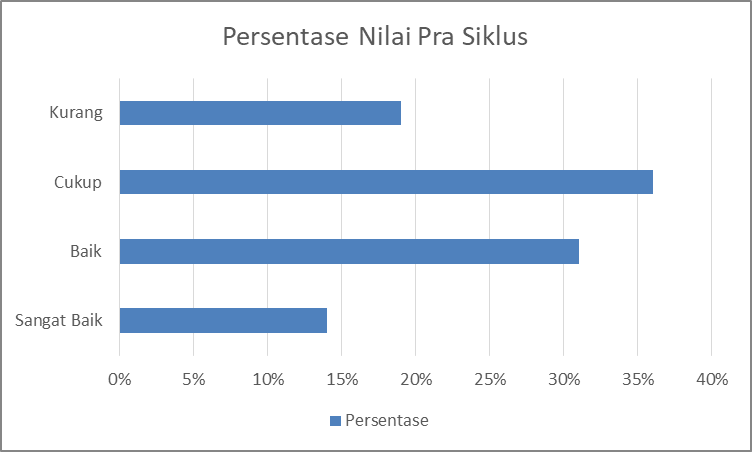 Persentase Nilai Pra Siklus
Kurang
Cukup
Baik
Sangat Baik
0% 5% 10% 15% 20% 25% 30% 35% 40%
Persentase